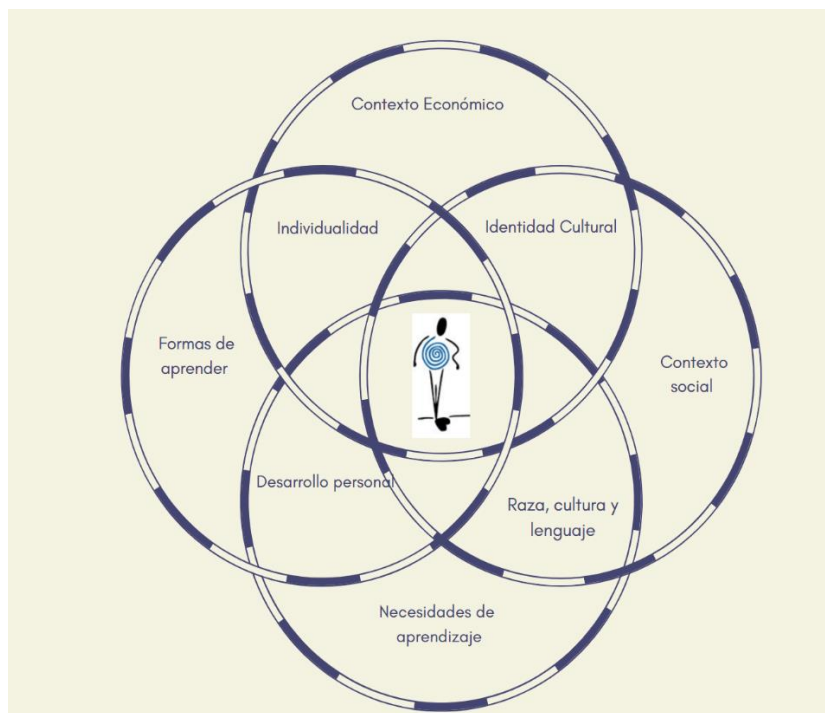 Contexto Económico
Individualidad
Identidad Cultural
Formas de
aprender
Contexto
social
Desarrollo personal
Raza, cultura y
lenguaje
Necesidades de
aprendizaje